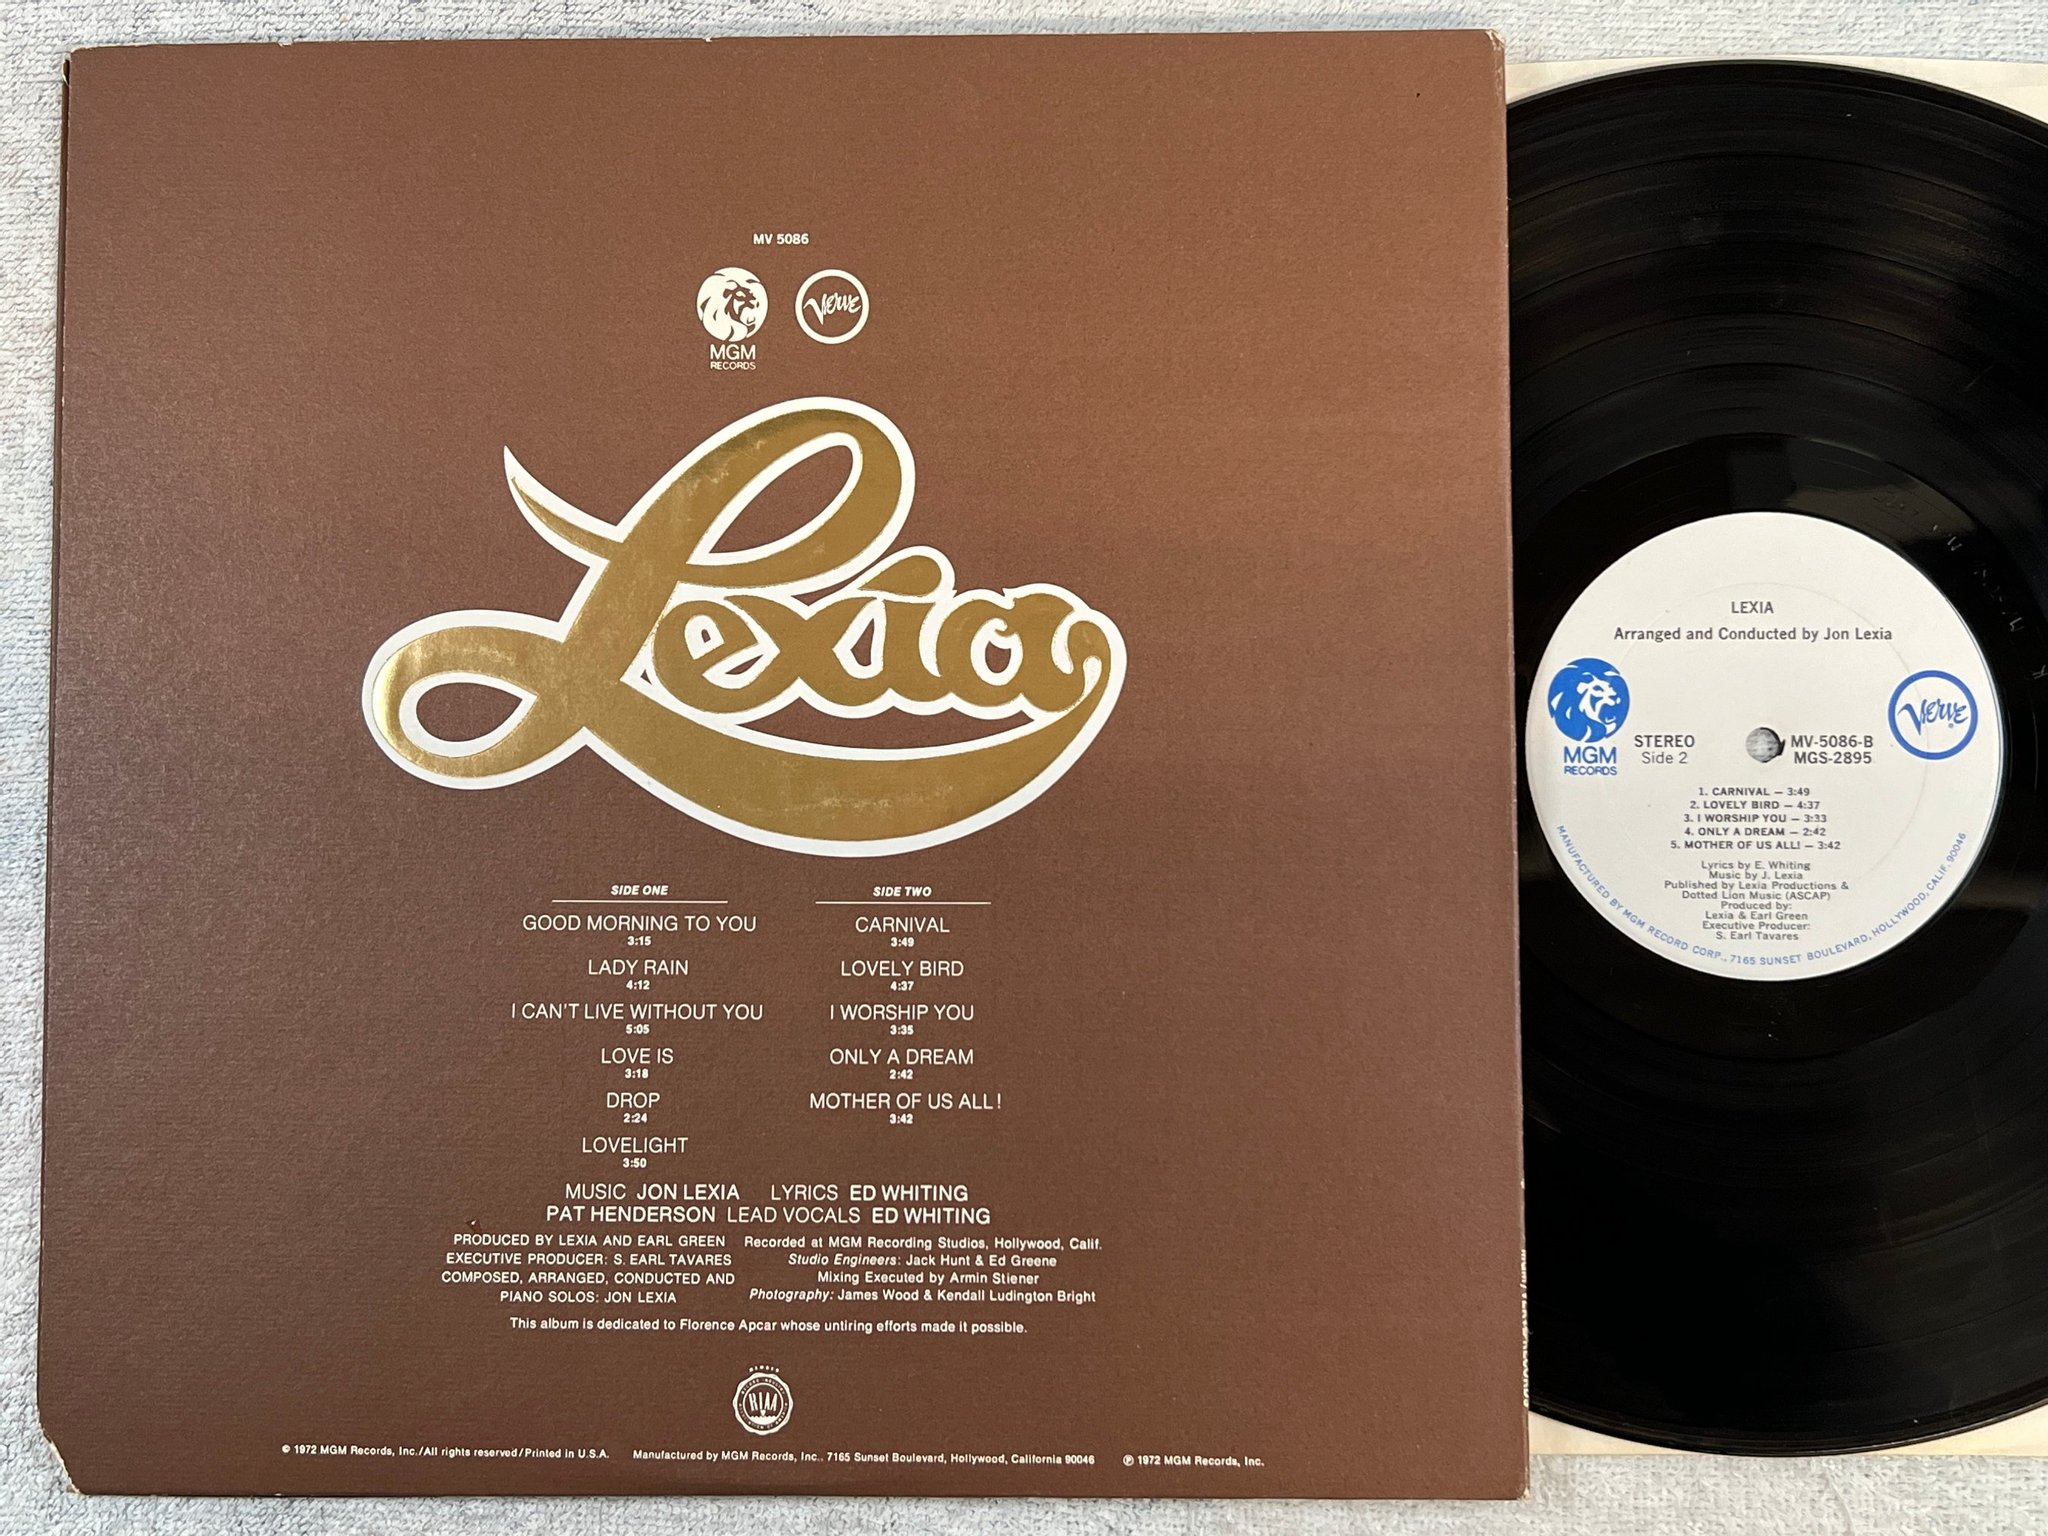 MV 5086
MGM
RECORDS
Verve
Lexia
SIDE ONE
GOOD MORNING TO YOU
3:15
LADY RAIN
4:12
I CAN'T LIVE WITHOUT YOU
5:05
LOVE IS
3:18
DROP
2:24
LOVELIGHT
3:50
SIDE TWO
CARNIVAL
3:49
LOVELY BIRD
4:37
I WORSHIP YOU
3:35
ONLY A DREAM
2:42
MOTHER OF US ALL!
3:42
MUSIC JON LEXIA LYRICS ED WHITING
PAT HENDERSON LEAD VOCALS ED WHITING
PRODUCED BY LEXIA AND EARL GREEN
EXECUTIVE PRODUCER: S. EARL TAVARES
COMPOSED, ARRANGED, CONDUCTED AND
PIANO SOLOS: JON LEXIA
Recorded at MGM Recording Studios, Hollywood, Calif.
Studio Engineers: Jack Hunt & Ed Greene
Mixing Executed by Armin Stiener
Photography: James Wood & Kendall Ludington Bright
This album is dedicated to Florence Apcar whose untiring efforts made it possible.
MEMBER
RIAA
© 1972 MGM Records, Inc./All rights reserved/Printed in U.S.A. Manufactured by MGM Records, Inc., 7165 Sunset Boulevard, Hollywood, California 90046 ℗ 1972 MGM Records, Inc.
LEXIA
Arranged and Conducted by Jon Lexia
MGM
RECORDS
Verve®
STEREO
Side 2
MV-5086-B
MGS-2895
1. CARNIVAL — 3:49
2. LOVELY BIRD — 4:37
3. I WORSHIP YOU — 3:33
4. ONLY A DREAM — 2:42
5. MOTHER OF US ALL! — 3:42
Lyrics by E. Whiting
Music by J. Lexia
Published by Lexia Productions &
Dotted Lion Music (ASCAP)
Produced by:
Lexia & Earl Green
Executive Producer:
S. Earl Tavares
MANUFACTURED BY MGM RECORD CORP., 7165 SUNSET BOULEVARD, HOLLYWOOD, CALIF. 90046